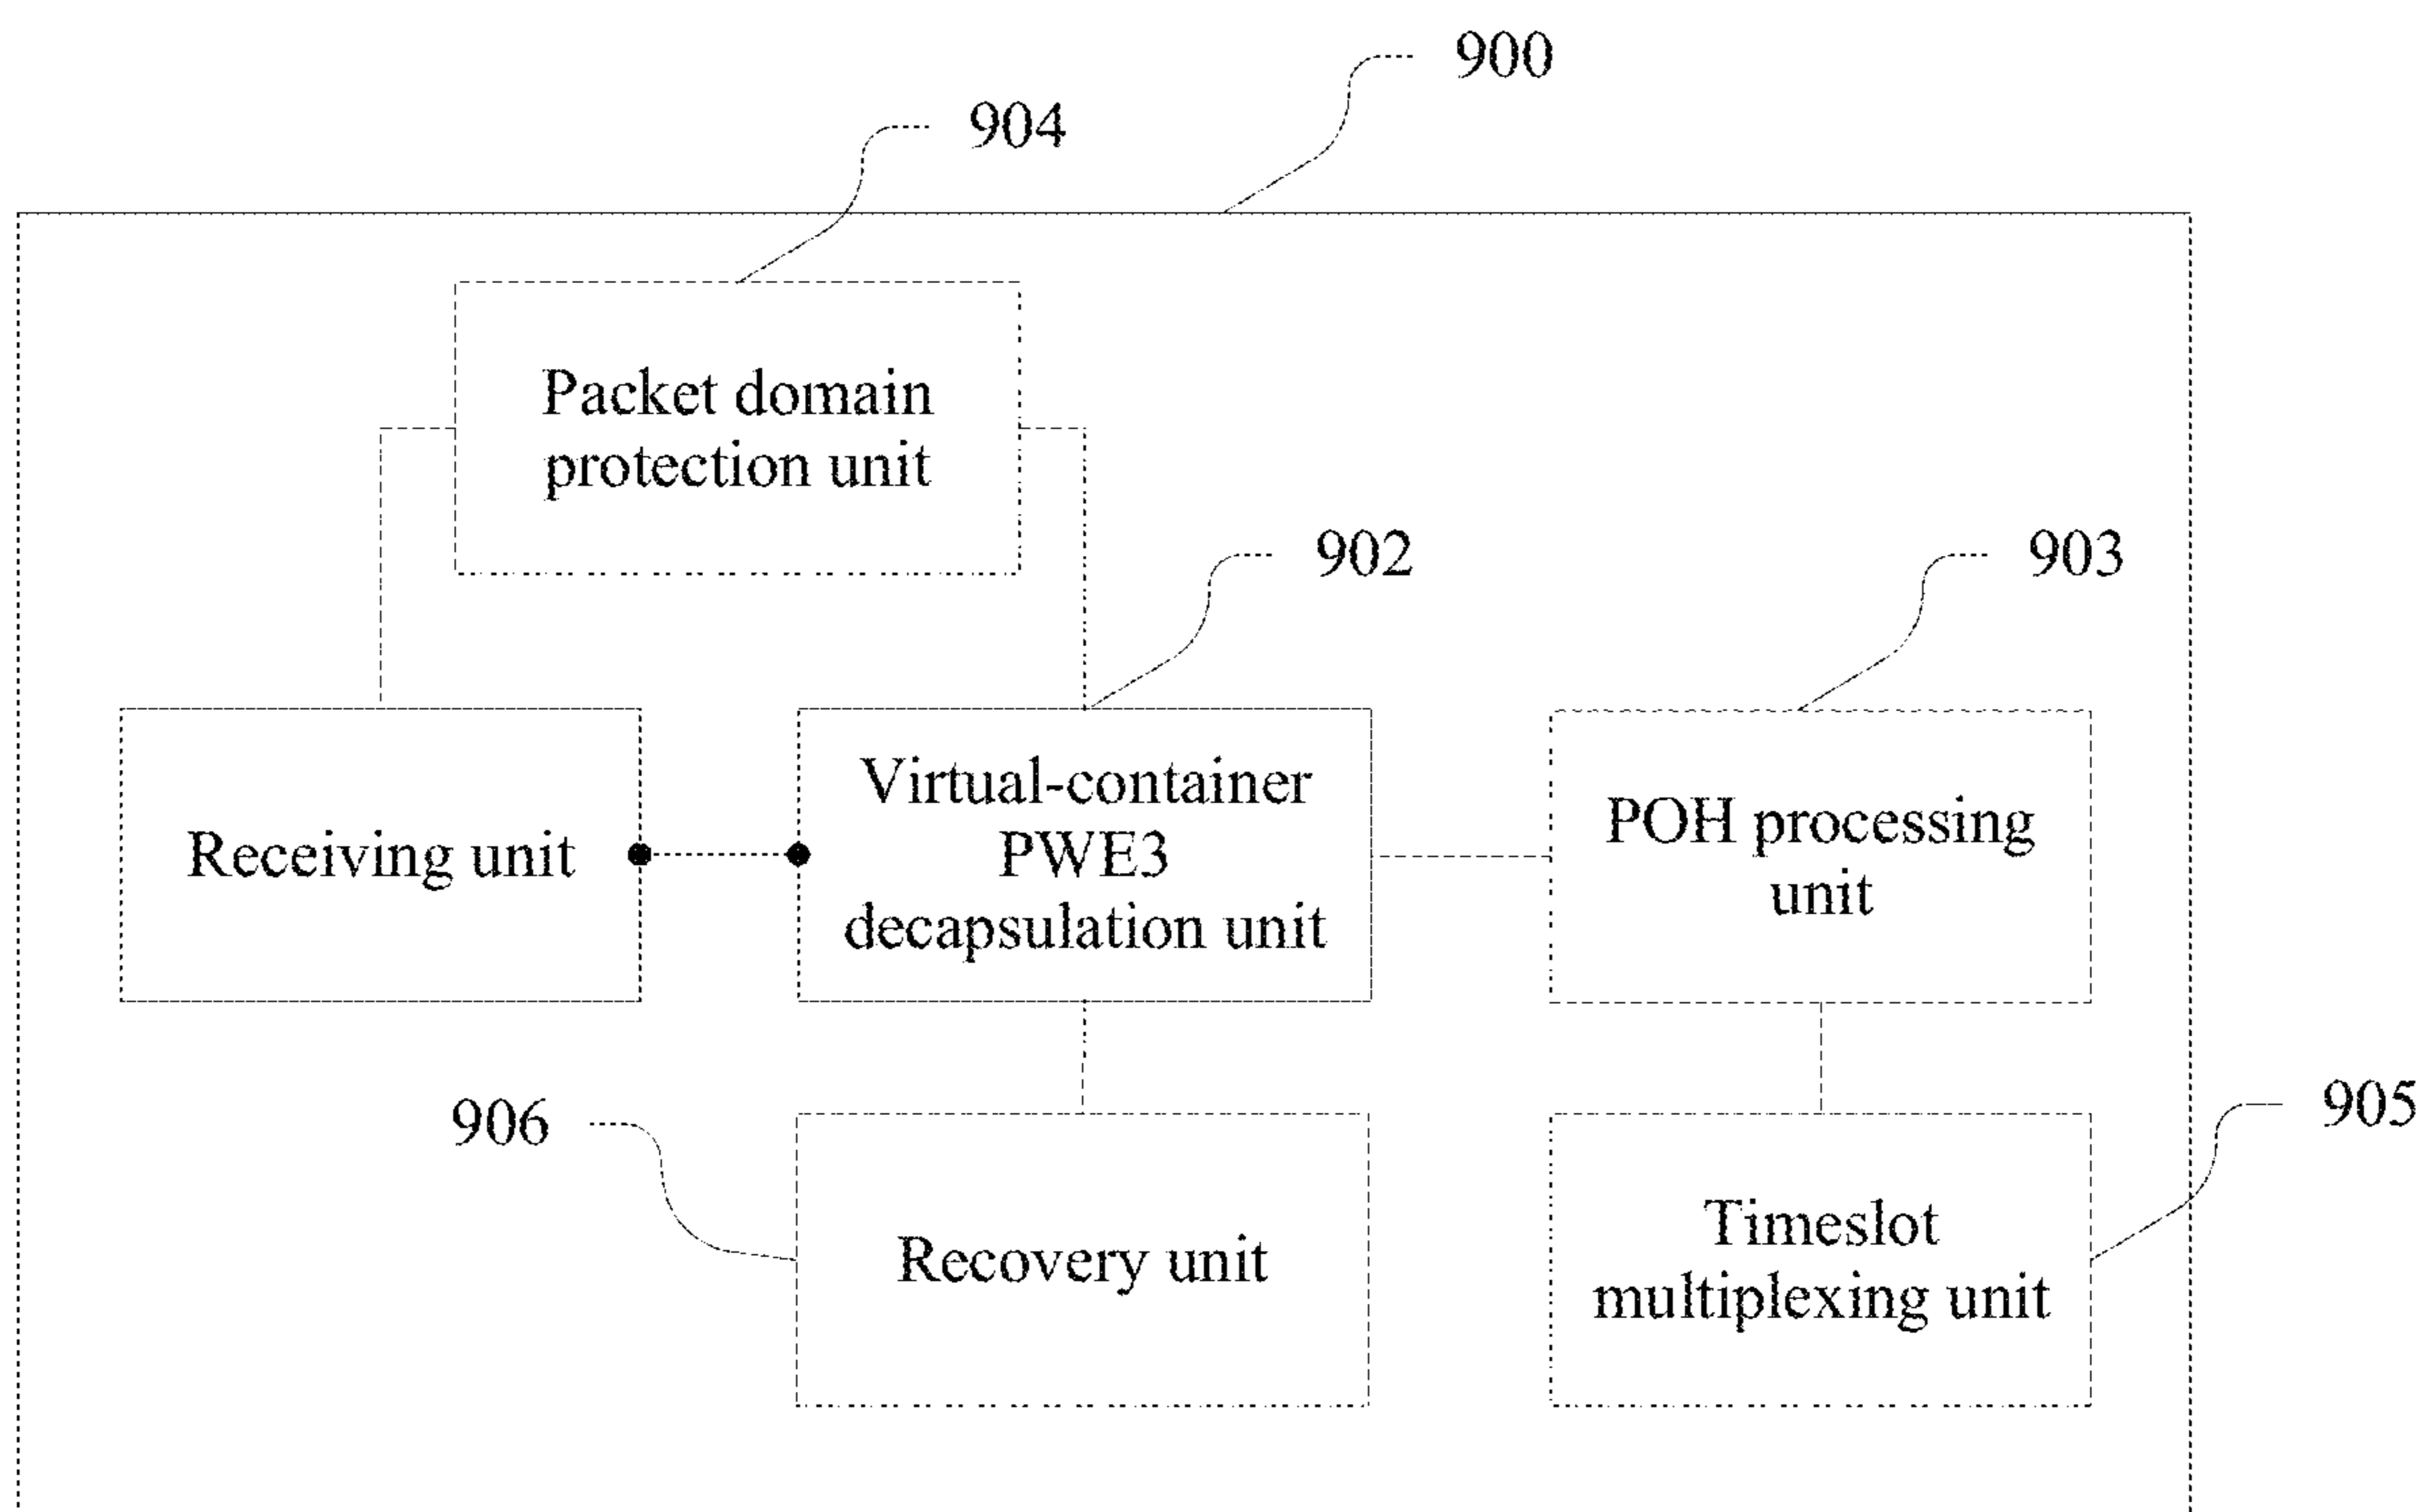 900
904
Packet domain
protection unit
902
903
Receiving unit
Virtual-container
PWE3
decapsulation unit
POH processing
unit
906
905
Recovery unit
Timeslot
multiplexing unit